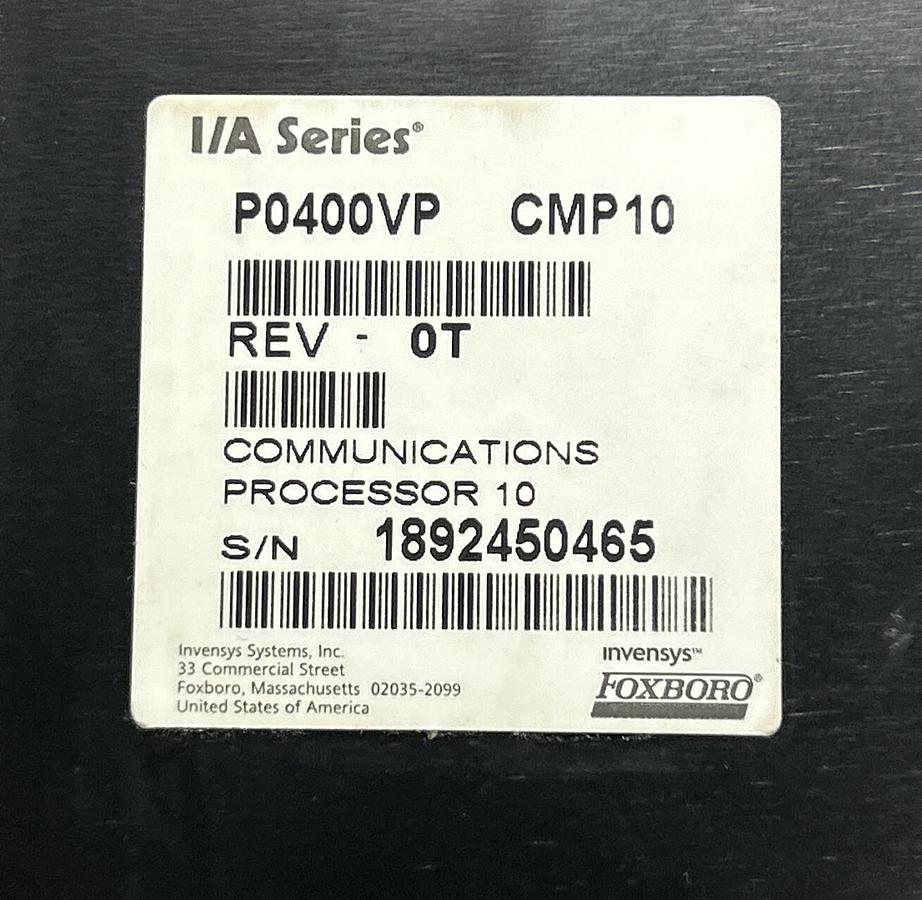 I/A Series®
P0400VP CMP10
REV - 0T
COMMUNICATIONS
PROCESSOR 10
S/N 1892450465
Invensys Systems, Inc.
33 Commercial Street
Foxboro, Massachusetts 02035-2099
United States of America
ınvensys™
FOXBORO®